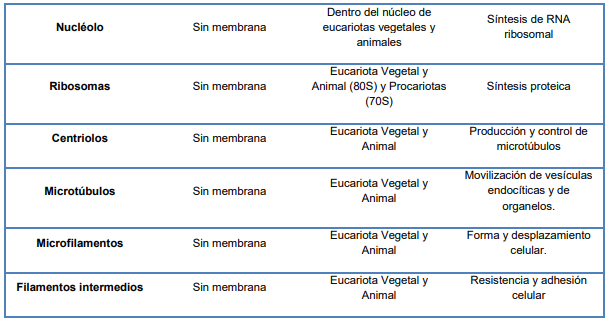 Nucléolo
Sin membrana
Dentro del núcleo de
eucariotas vegetales y
animales
Síntesis de RNA
ribosomal
Ribosomas
Sin membrana
Eucariota Vegetal y
Animal (80S) y Procariotas
(70S)
Síntesis proteica
Centriolos
Sin membrana
Eucariota Vegetal y
Animal
Producción y control de
microtúbulos
Microtúbulos
Sin membrana
Eucariota Vegetal y
Animal
Movilización de vesículas
endocíticas y de
organelos.
Microfilamentos
Sin membrana
Eucariota Vegetal y
Animal
Forma y desplazamiento
celular.
Filamentos intermedios
Sin membrana
Eucariota Vegetal y
Animal
Resistencia y adhesión
celular